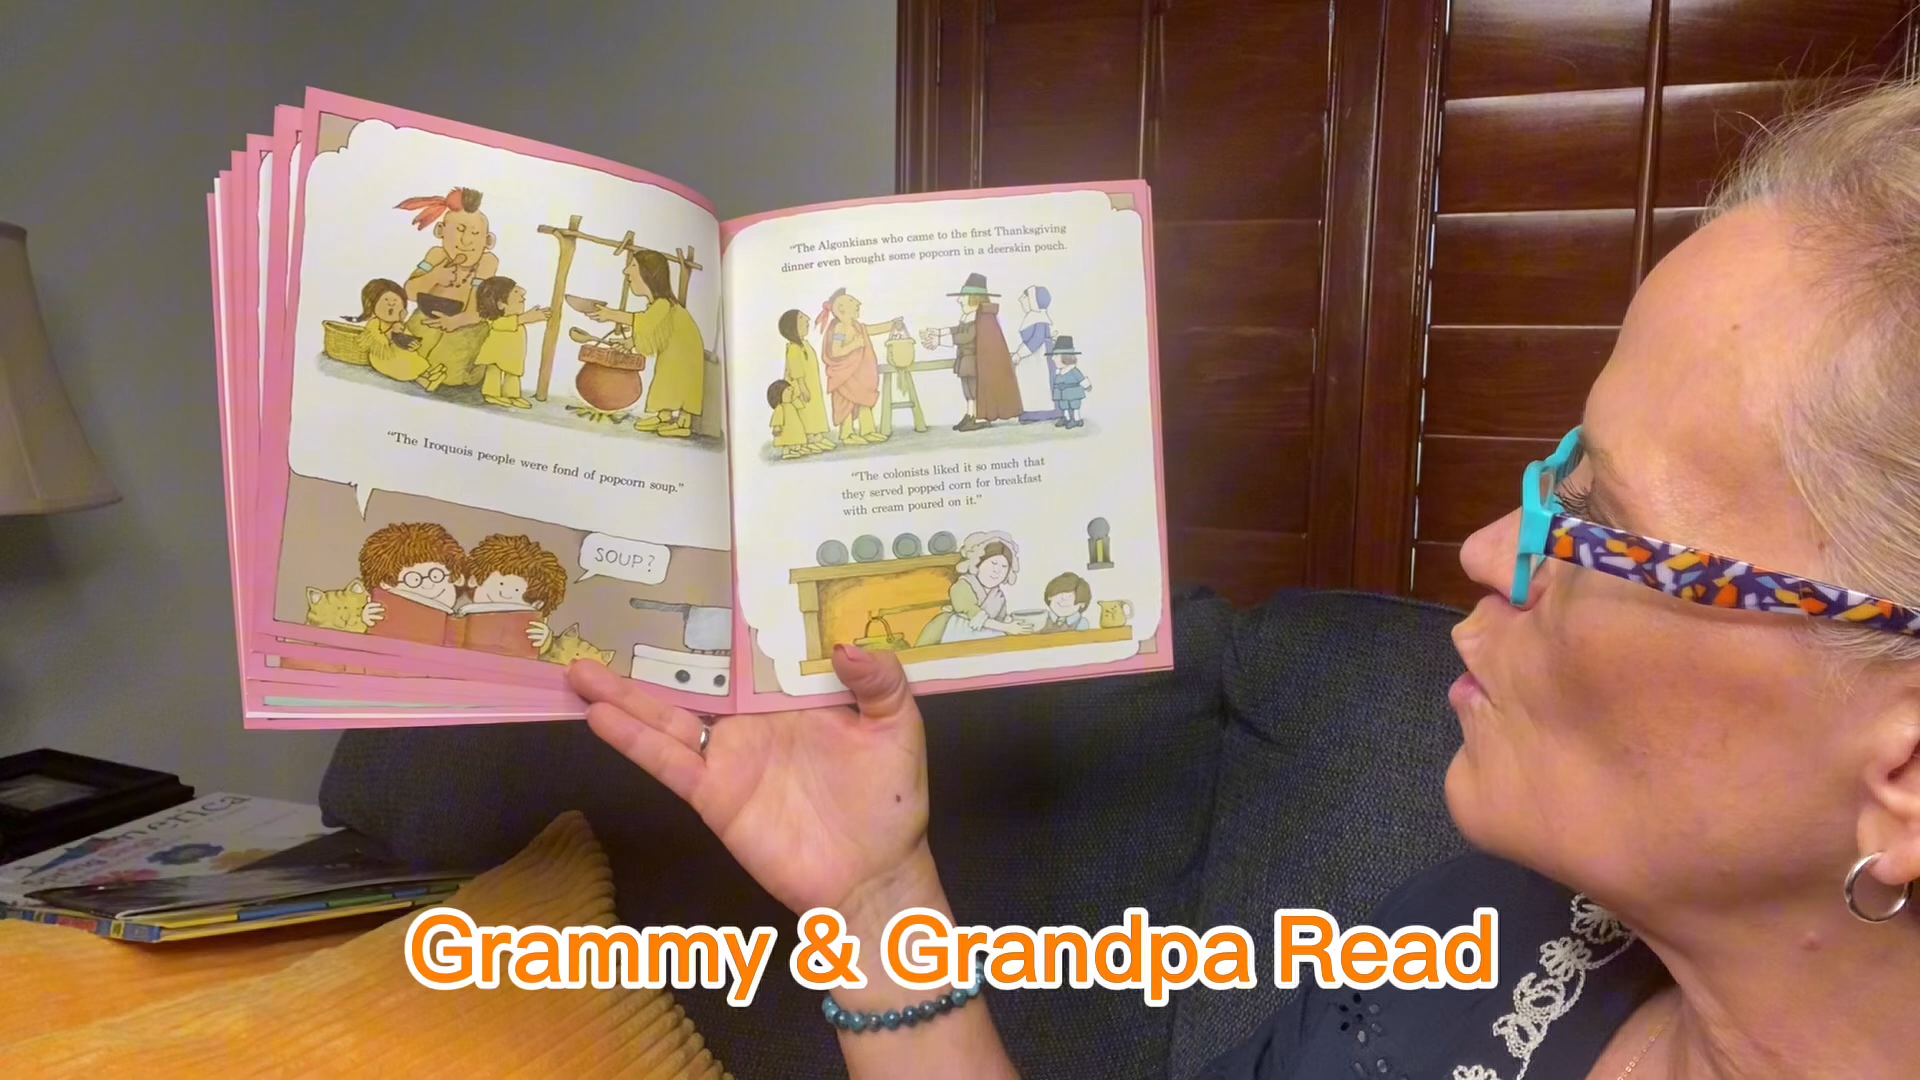 "The Iroquois people were fond of popcorn soup."
SOUP?
"The Algonkians who came to the first Thanksgiving
dinner even brought some popcorn in a deerskin pouch.
"The colonists liked it so much that
they served popped corn for breakfast
with cream poured on it."
America
Grammy & Grandpa Read